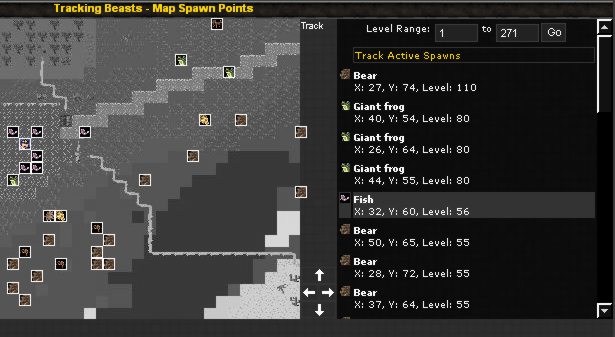 Tracking Beasts - Map Spawn Points
Track
Level Range: 1 to 271 Go
Track Active Spawns
Bear
X: 27, Y: 74, Level: 110
Giant frog
X: 40, Y: 54, Level: 80
Giant frog
X: 26, Y: 64, Level: 80
Giant frog
X: 44, Y: 55, Level: 80
Fish
X: 32, Y: 60, Level: 56
Bear
X: 50, Y: 65, Level: 55
Bear
X: 28, Y: 72, Level: 55
Bear
X: 37, Y: 64, Level: 55